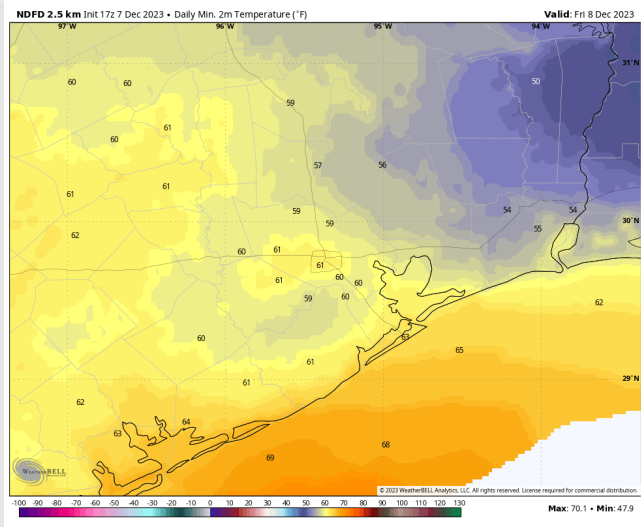 NDFD 2.5 km Init 17z 7 Dec 2023 • Daily Min. 2m Temperature (°F)
Valid: Fri 8 Dec 2023
97°W 96°W 95°W 94°W
31°N
60 60 50
59
61
60
57 56
61 61
59 54 54
30°N
62 59 55
60 61
61
61 60 60
59 60
62
63
60 65
61
29°N
61
62
64
63
68
69
WEATHERBELL
© 2023 WeatherBELL Analytics, LLC. All rights reserved. License required for commercial distribution.
-100 -90 -80 -70 -60 -50 -40 -30 -20 -10 0 10 20 30 40 50 60 70 80 90 100 110 120 130
Max: 70.1 • Min: 47.9